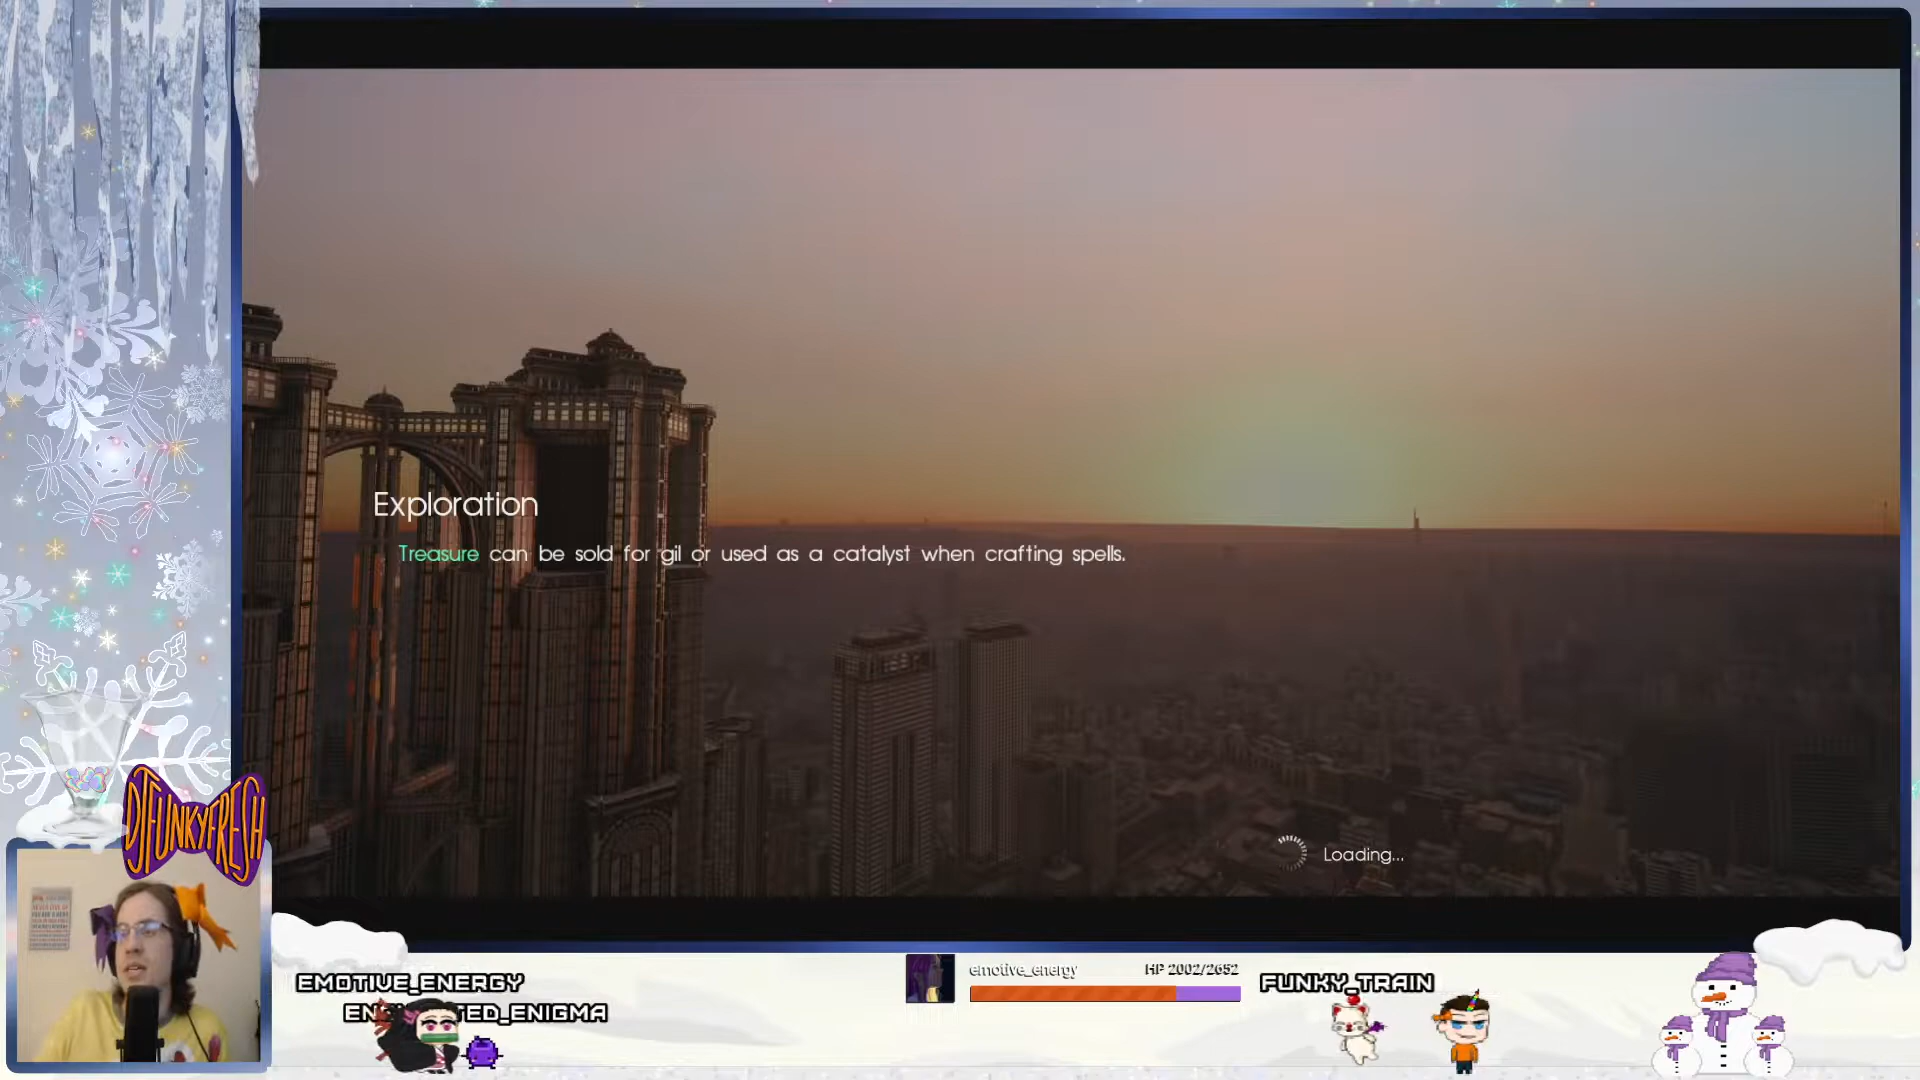 Exploration
Treasure can be sold for gil or used as a catalyst when crafting spells.
Loading...
DJFUNKYFRESH
EMOTIVE_ENERGY
emotive_energy HP 2002/2652
FUNKY_TRAIN